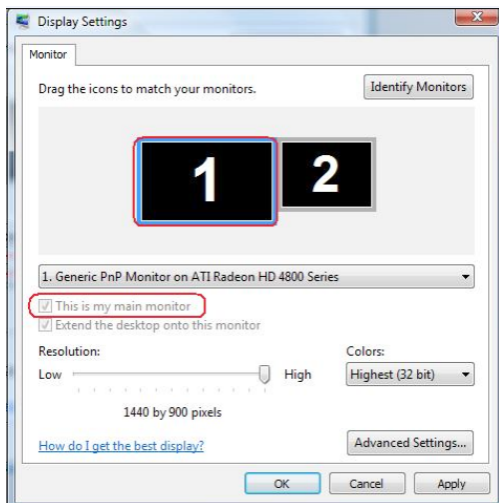 Display Settings
Monitor
Drag the icons to match your monitors.
Identify Monitors
1
2
1. Generic PnP Monitor on ATI Radeon HD 4800 Series
This is my main monitor
Extend the desktop onto this monitor
Resolution:
Colors:
Low
High
Highest (32 bit)
1440 by 900 pixels
How do I get the best display?
Advanced Settings...
OK
Cancel
Apply